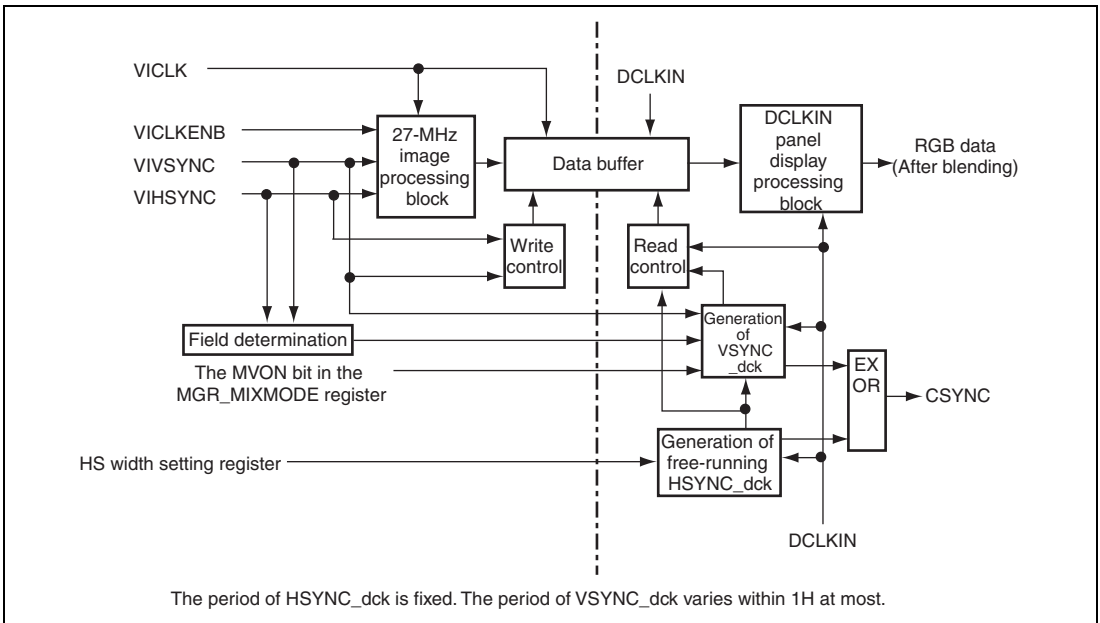 VICLK
DCLKIN
VICLKENB
VIVSYNC
VIHSYNC
27-MHz
image
processing
block
Data buffer
DCLKIN
panel
display
processing
block
RGB data
(After blending)
Write
control
Read
control
Field determination
Generation
of
VSYNC
_dck
The MVON bit in the
MGR_MIXMODE register
EX
OR
CSYNC
HS width setting register
Generation of
free-running
HSYNC_dck
DCLKIN
The period of HSYNC_dck is fixed. The period of VSYNC_dck varies within 1H at most.